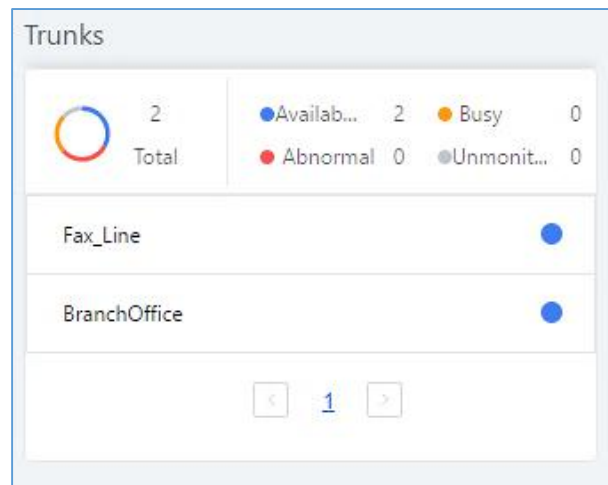 Trunks
2
Total
Availab... 2
Busy 0
Abnormal 0
Unmonit... 0
Fax_Line
BranchOffice
< 1 >